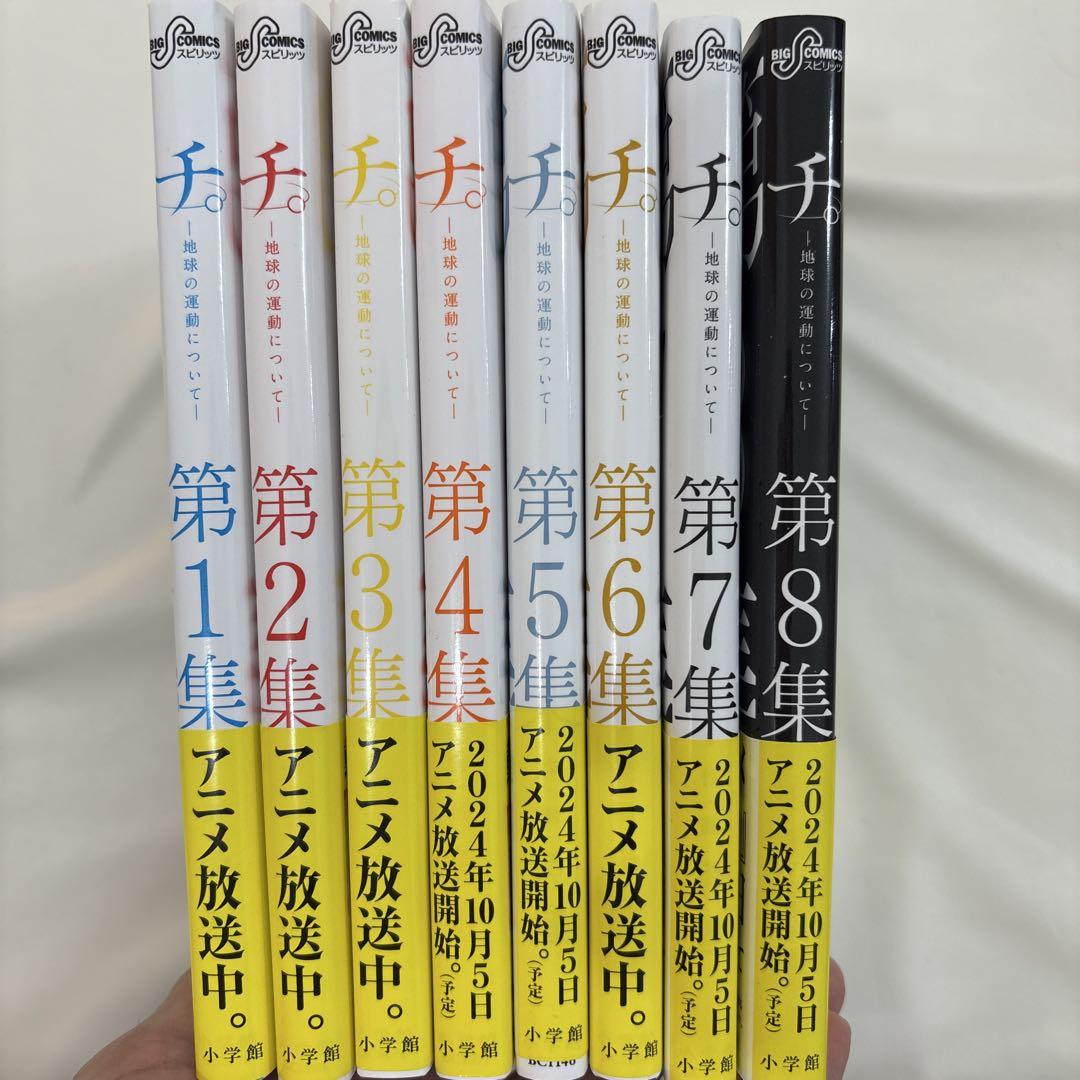 BIG COMICS
スピリッツ
チ。
―地球の運動について―
第1集
アニメ放送中。
小学館
BIG COMICS
スピリッツ
チ。
―地球の運動について―
第2集
アニメ放送中。
小学館
BIG COMICS
スピリッツ
チ。
―地球の運動について―
第3集
アニメ放送中。
小学館
BIG COMICS
スピリッツ
チ。
―地球の運動について―
第4集
2024年10月5日
アニメ放送開始。(予定)
小学館
BIG COMICS
スピリッツ
チ。
―地球の運動について―
第5集
2024年10月5日
アニメ放送開始。(予定)
小学館
BIG COMICS
スピリッツ
チ。
―地球の運動について―
第6集
アニメ放送中。
小学館
BIG COMICS
スピリッツ
チ。
―地球の運動について―
第7集
2024年10月5日
アニメ放送開始。(予定)
小学館
BIG COMICS
スピリッツ
チ。
―地球の運動について―
第8集
2024年10月5日
アニメ放送開始。(予定)
小学館